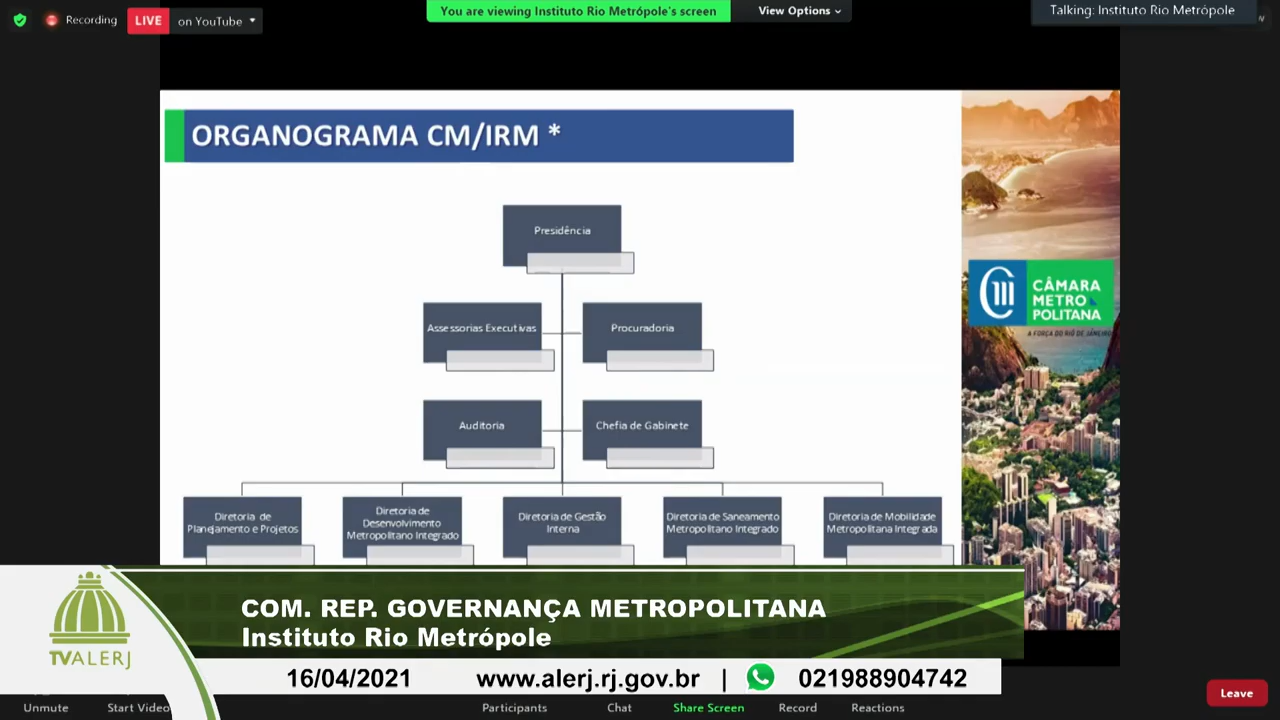 Recording
LIVE
on YouTube
You are viewing Instituto Rio Metrópole's screen
View Options
Talking: Instituto Rio Metrópole
ORGANOGRAMA CM/IRM *
Presidência
Assessorias Executivas
Procuradoria
Auditoria
Chefia de Gabinete
Diretoria de
Planejamento e Projetos
Diretoria de
Desenvolvimento
Metropolitano Integrado
Diretoria de Gestão
Interna
Diretoria de Saneamento
Metropolitano Integrado
Diretoria de Mobilidade
Metropolitana Integrada
CÂMARA
METRO
POLITANA
A FORÇA DO RIO DE JANEIRO
COM. REP. GOVERNANÇA METROPOLITANA
Instituto Rio Metrópole
TVALERJ
16/04/2021
www.alerj.rj.gov.br | 021988904742
Unmute
Start Video
Participants
Chat
Share Screen
Record
Reactions
Leave